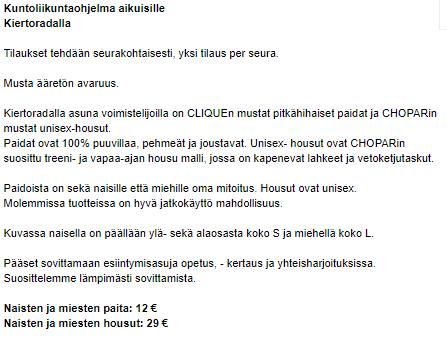 Kuntoliikuntaohjelma aikuisille
Kiertoradalla
Tilaukset tehdään seurakohtaisesti, yksi tilaus per seura.
Musta ääretön avaruus.
Kiertoradalla asuna voimistelijoilla on CLIQUEn mustat pitkähihaiset paidat ja CHOPARin
mustat unisex-housut.
Paidat ovat 100% puuvillaa, pehmeät ja joustavat. Unisex- housut ovat CHOPARin
suosittu treeni- ja vapaa-ajan housu malli, jossa on kapenevat lahkeet ja vetoketjutaskut.
Paidoista on sekä naisille että miehille oma mitoitus. Housut ovat unisex.
Molemmissa tuotteissa on hyvä jatkokäyttö mahdollisuus.
Kuvassa naisella on päällään ylä- sekä alaosasta koko S ja miehellä koko L.
Pääset sovittamaan esiintymisasuja opetus, - kertaus ja yhteisharjoituksissa.
Suosittelemme lämpimästi sovittamista.
Naisten ja miesten paita: 12 €
Naisten ja miesten housut: 29 €